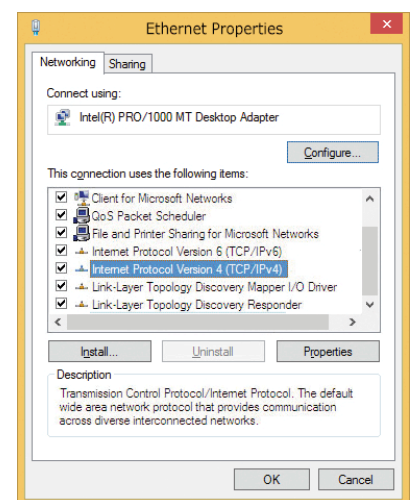 Ethernet Properties
Networking
Sharing
Connect using:
Intel(R) PRO/1000 MT Desktop Adapter
Configure...
This connection uses the following items:
Client for Microsoft Networks
QoS Packet Scheduler
File and Printer Sharing for Microsoft Networks
Internet Protocol Version 6 (TCP/IPv6)
Internet Protocol Version 4 (TCP/IPv4)
Link-Layer Topology Discovery Mapper I/O Driver
Link-Layer Topology Discovery Responder
Install...
Uninstall
Properties
Description
Transmission Control Protocol/Internet Protocol. The default
wide area network protocol that provides communication
across diverse interconnected networks.
OK
Cancel